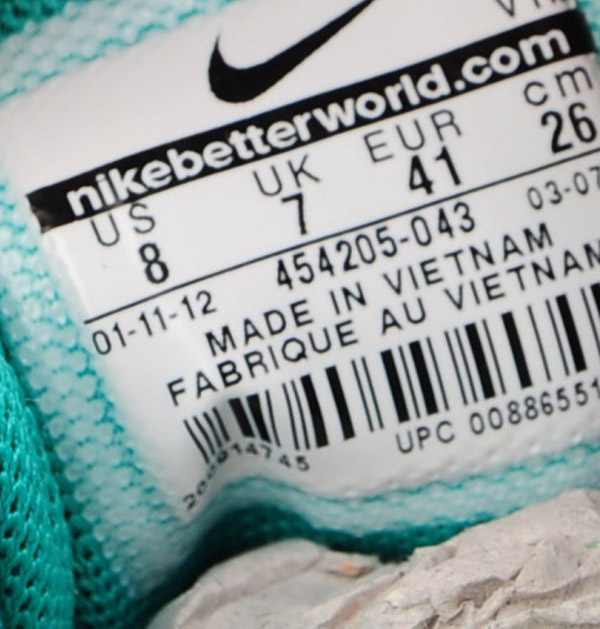 nikebetterworld.com
US UK EUR cm
8 7 41 26
01-11-12 454205-043 03-07
MADE IN VIETNAM
FABRIQUE AU VIETNAM
UPC 00886551